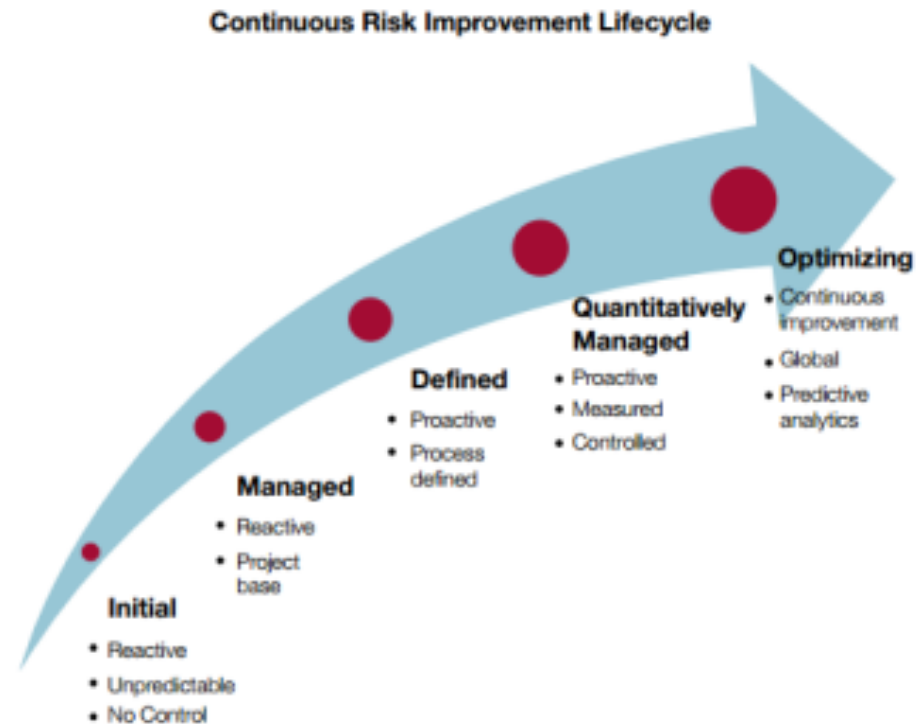 Continuous Risk Improvement Lifecycle
Initial
• Reactive
• Unpredictable
• No Control
Managed
• Reactive
• Project
base
Defined
• Proactive
• Process
defined
Quantitatively
Managed
• Proactive
• Measured
• Controlled
Optimizing
• Continuous
improvement
• Global
• Predictive
analytics